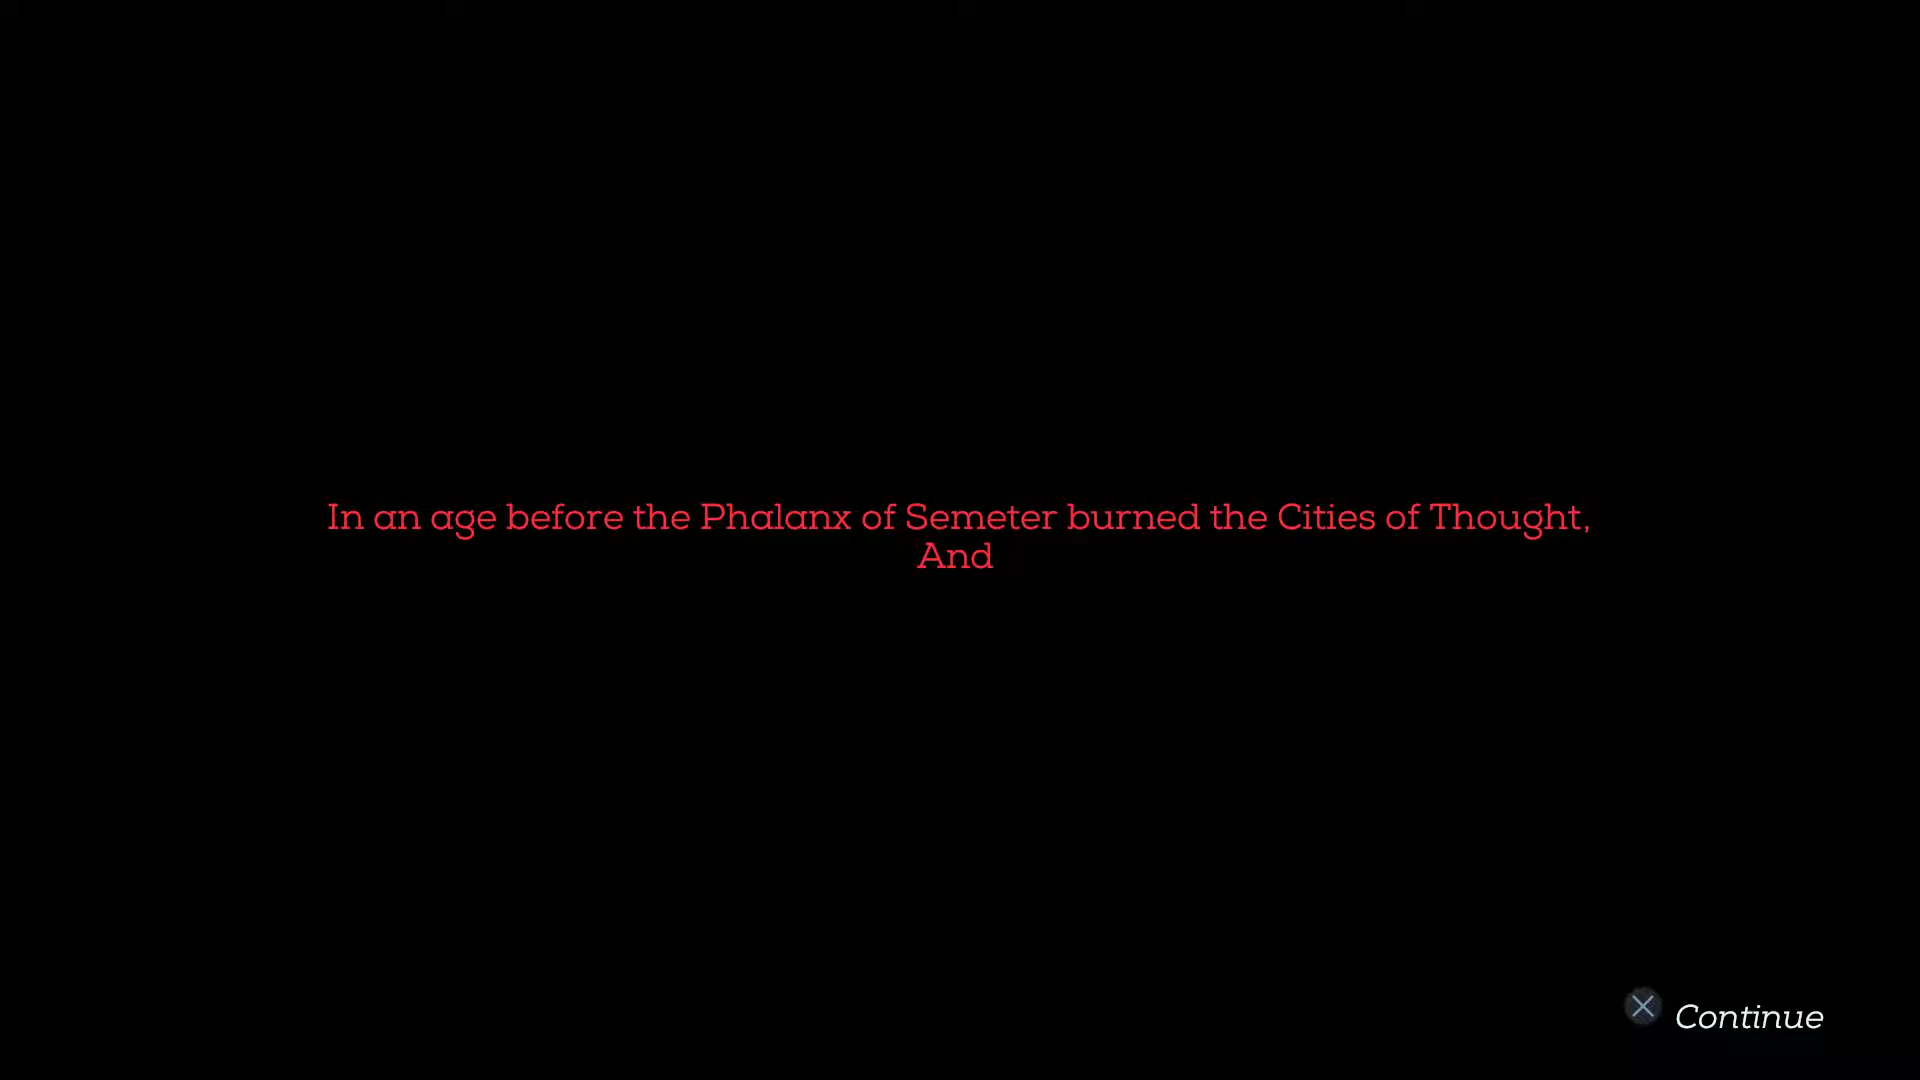 In an age before the Phalanx of Semeter burned the Cities of Thought,
And
Continue